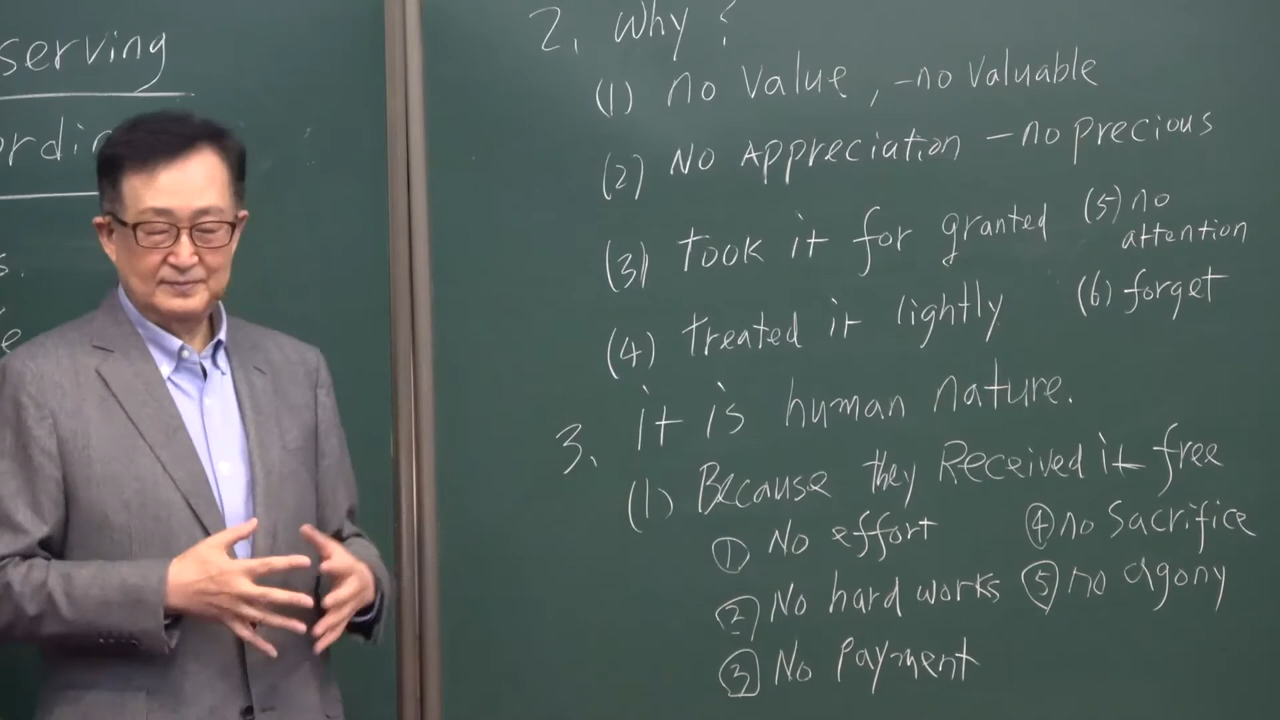 serving
2. Why?
(1) no value, - no valuable
(2) No Appreciation - no precious
(3) Took it for granted
(5) no
attention
(4) Treated it lightly
(6) forget
3. it is human nature.
(1) Because they Received it free
① No effort
④ no Sacrifice
② No hard works
⑤ no agony
③ No Payment